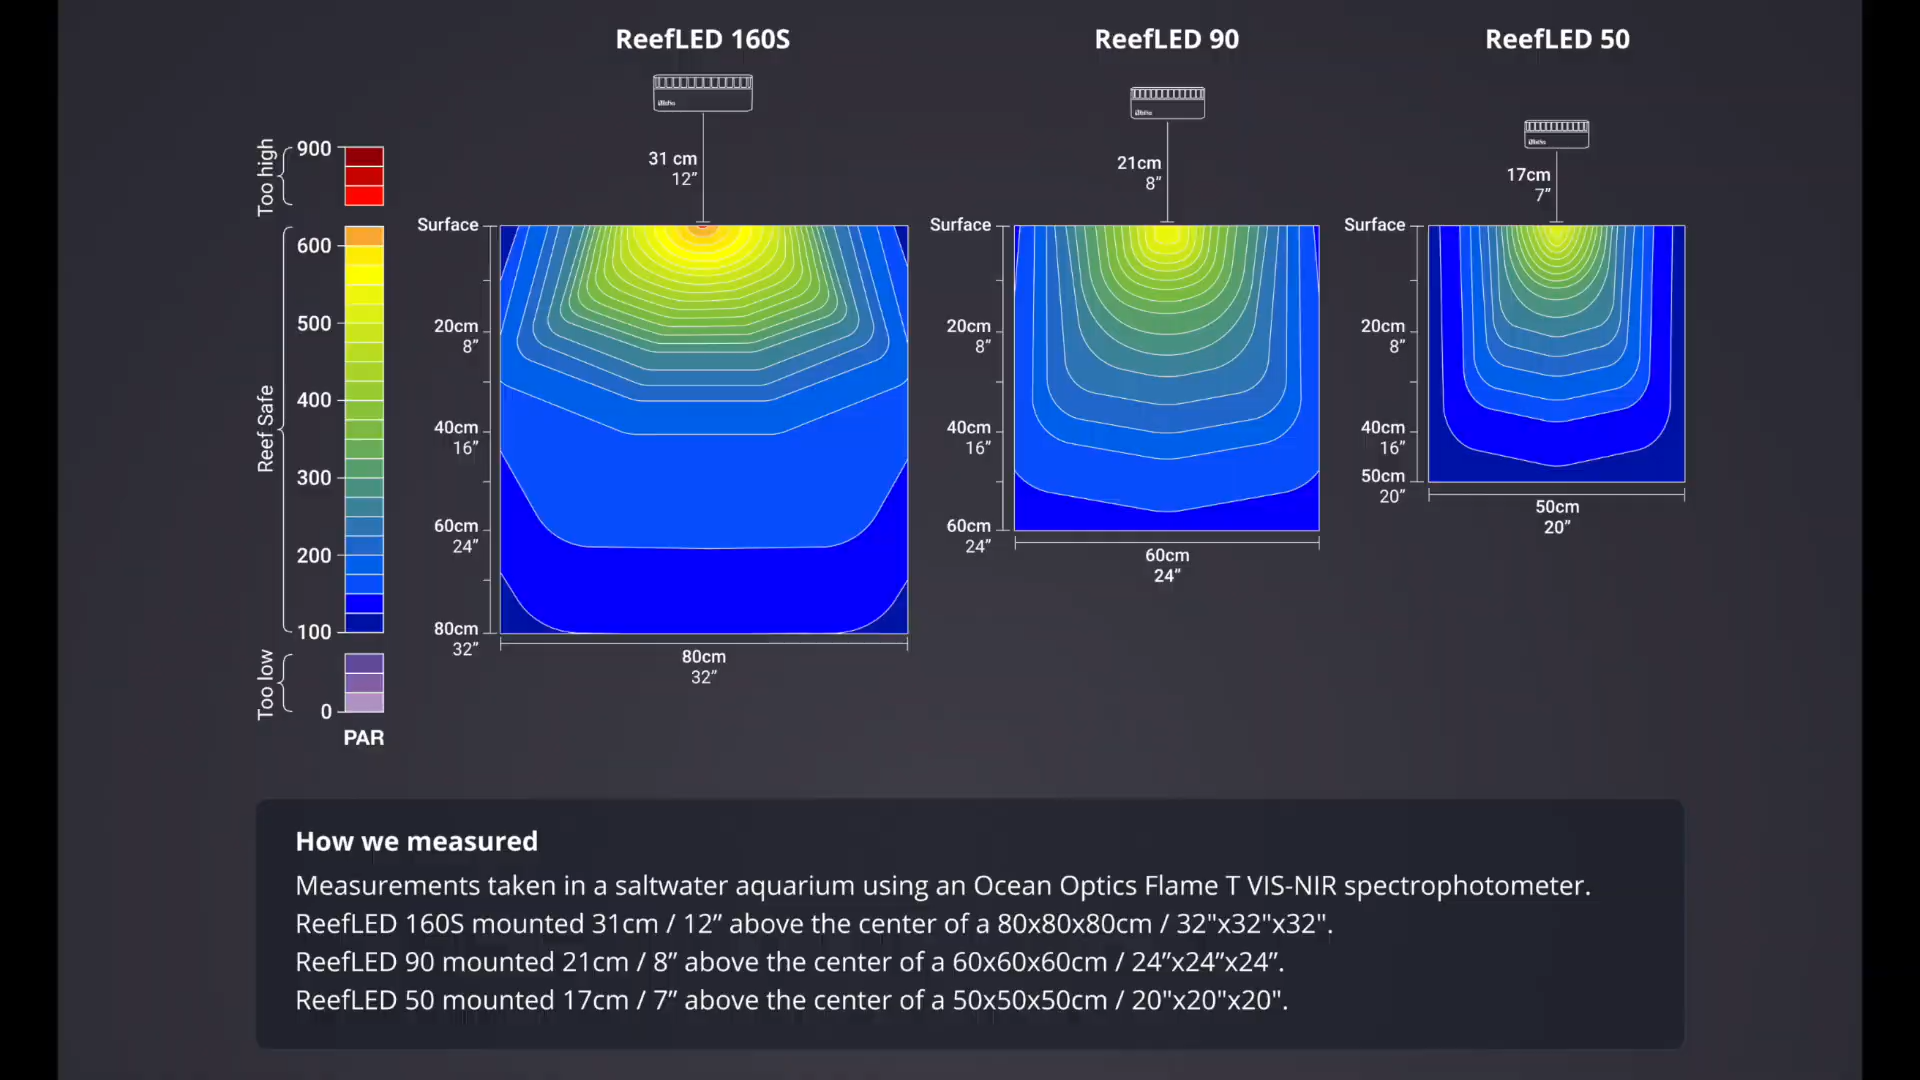 ReefLED 160S
ReefLED 90
ReefLED 50
31 cm
12”
21cm
8”
17cm
7”
Too high
900
Reef Safe
600
500
400
300
200
100
Too low
0
PAR
Surface
20cm
8”
40cm
16”
60cm
24”
80cm
32”
80cm
32”
Surface
20cm
8”
40cm
16”
60cm
24”
60cm
24”
Surface
20cm
8”
40cm
16”
50cm
20”
50cm
20”
How we measured
Measurements taken in a saltwater aquarium using an Ocean Optics Flame T VIS-NIR spectrophotometer.
ReefLED 160S mounted 31cm / 12” above the center of a 80x80x80cm / 32"x32"x32".
ReefLED 90 mounted 21cm / 8” above the center of a 60x60x60cm / 24”x24”x24”.
ReefLED 50 mounted 17cm / 7” above the center of a 50x50x50cm / 20"x20"x20".